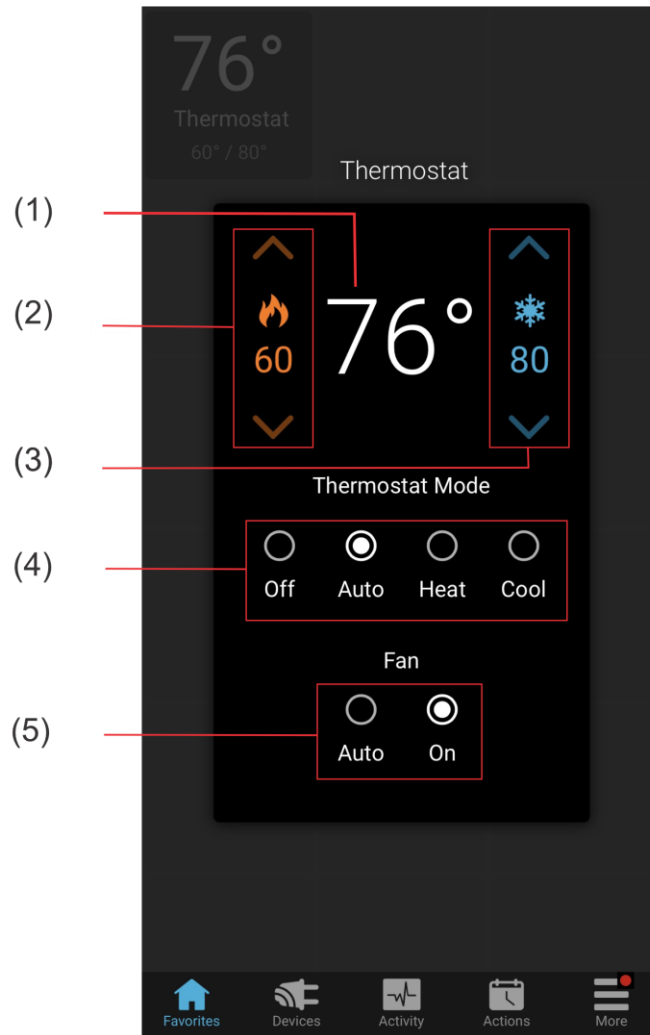 76°
Thermostat
60° / 80°
Thermostat
(1)
(2)
60
76°
80
(3)
Thermostat Mode
(4)
Off Auto Heat Cool
Fan
(5)
Auto On
Favorites Devices Activity Actions More